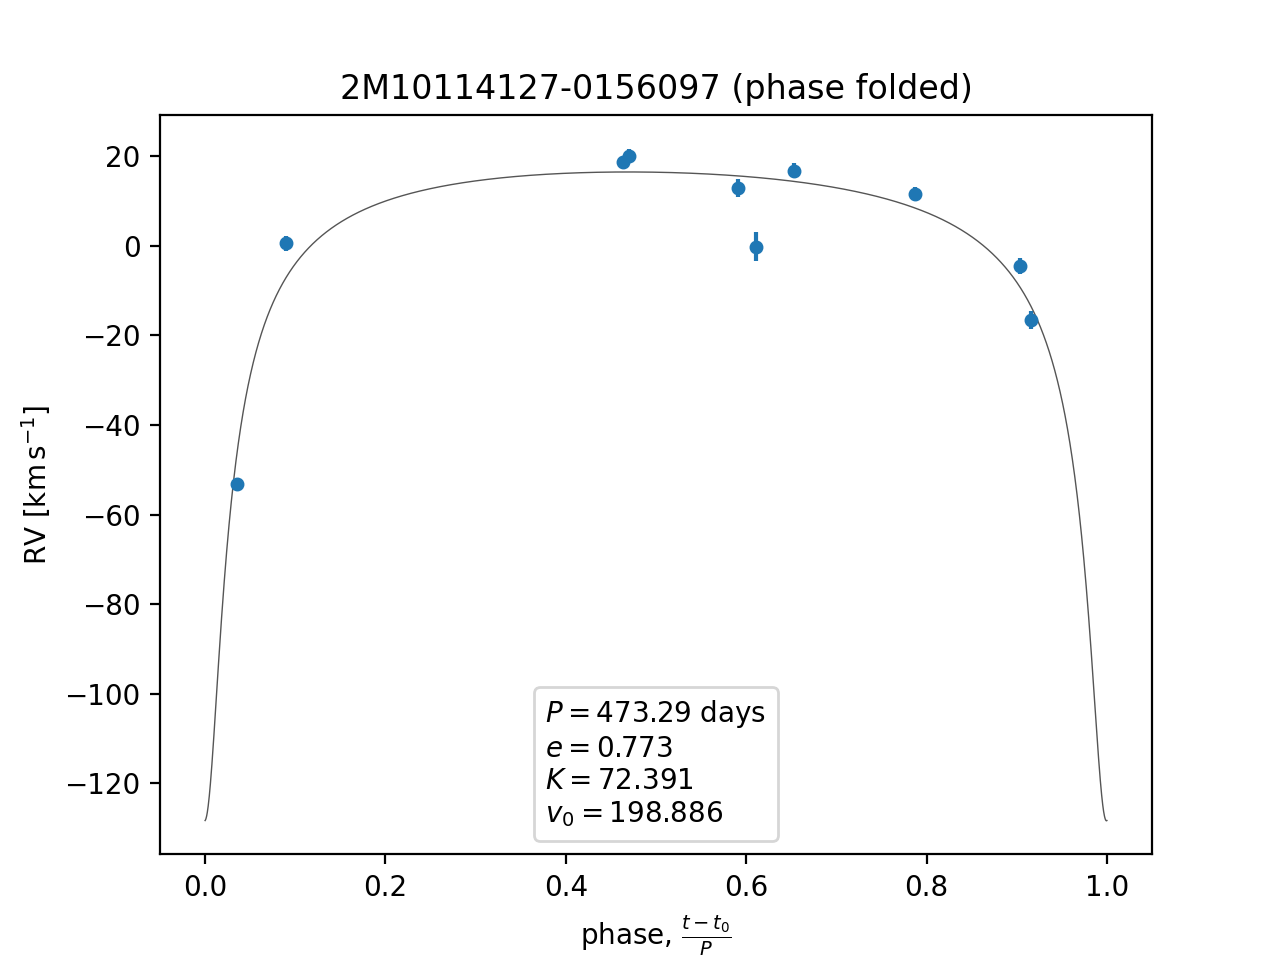 2M10114127-0156097 (phase folded)
20
0
−20
−40
−60
−80
−100
−120
RV [km s⁻¹]
P = 473.29 days
e = 0.773
K = 72.391
v₀ = 198.886
0.0 0.2 0.4 0.6 0.8 1.0
phase, (t − t₀)/P